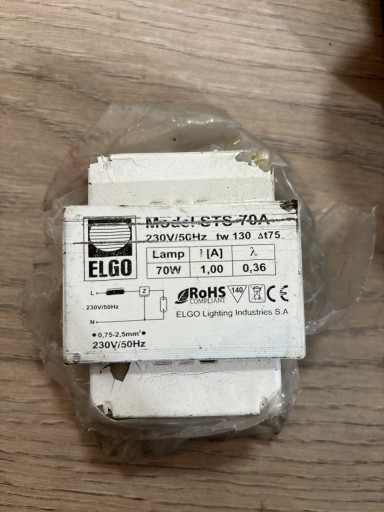 Model STS 70A
230V/50Hz tw 130 Δt75
ELGO
Lamp I [A] λ
70W 1,00 0,36
L
Z
230V/50Hz
N
RoHS
COMPLIANT
140
CE
ELGO Lighting Industries S.A
• 0,75-2,5mm²
230V/50Hz